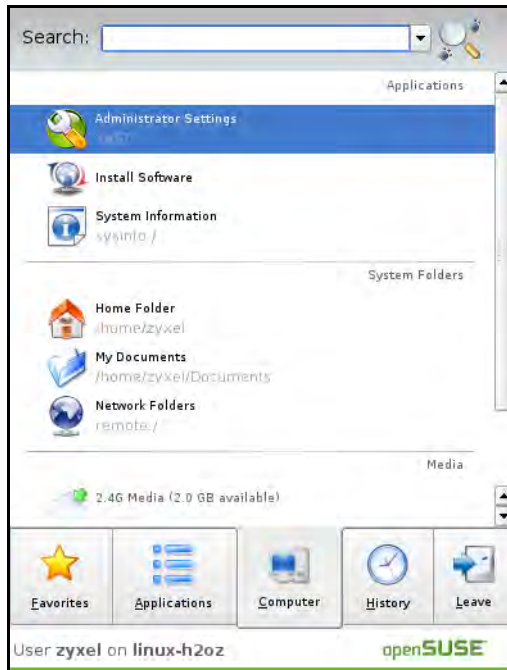 Search:
Applications
Administrator Settings
YaST
Install Software
System Information
sysinfo:/
System Folders
Home Folder
/home/zyxel
My Documents
/home/zyxel/Documents
Network Folders
remote:/
Media
2.4G Media (2.0 GB available)
Favorites
Applications
Computer
History
Leave
User zyxel on linux-h2oz
openSUSE